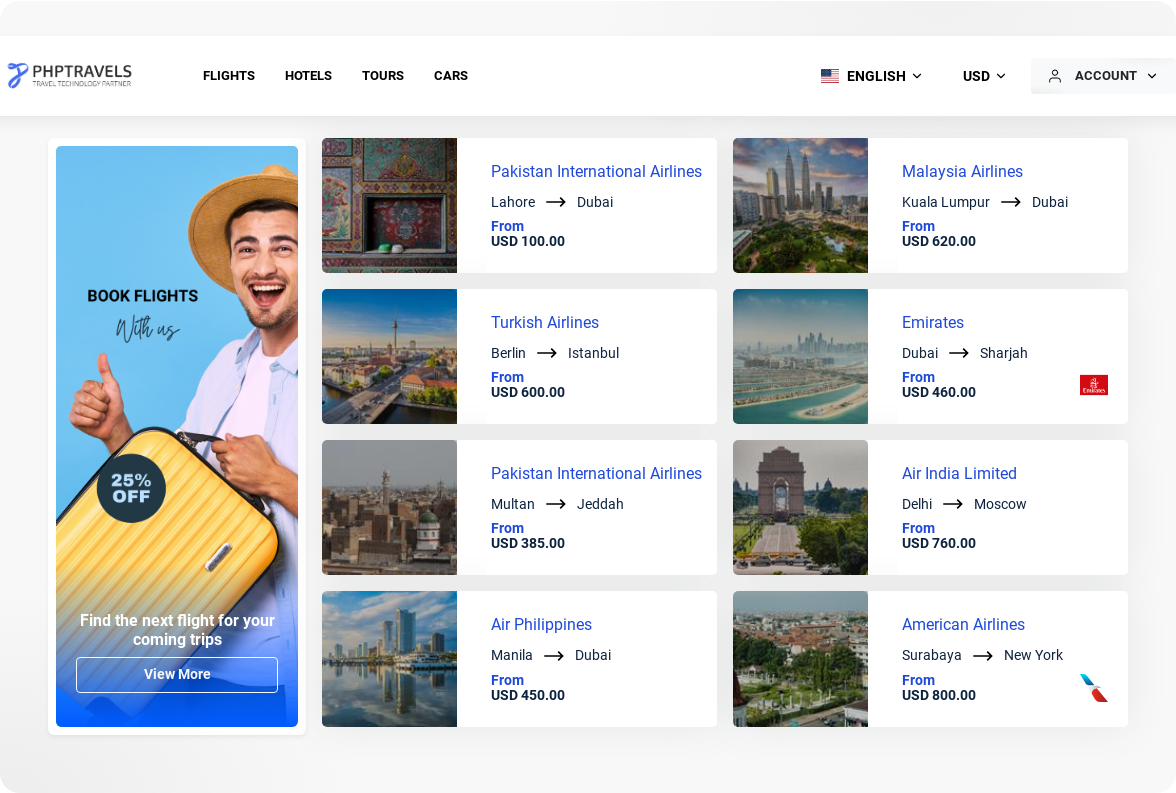 PHPTRAVELS
TRAVEL TECHNOLOGY PARTNER
FLIGHTS
HOTELS
TOURS
CARS
ENGLISH
USD
ACCOUNT
BOOK FLIGHTS
With us
25%
OFF
Find the next flight for your
coming trips
View More
Pakistan International Airlines
Lahore → Dubai
From
USD 100.00
Malaysia Airlines
Kuala Lumpur → Dubai
From
USD 620.00
Turkish Airlines
Berlin → Istanbul
From
USD 600.00
Emirates
Dubai → Sharjah
From
USD 460.00
Emirates
Pakistan International Airlines
Multan → Jeddah
From
USD 385.00
Air India Limited
Delhi → Moscow
From
USD 760.00
Air Philippines
Manila → Dubai
From
USD 450.00
American Airlines
Surabaya → New York
From
USD 800.00